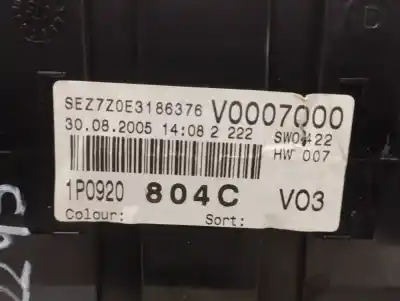 SEZ7Z0E3186376 V0007000
30.08.2005 14:08 2 222 SW0422
HW 007
1P0920 804C V03
Colour: Sort: